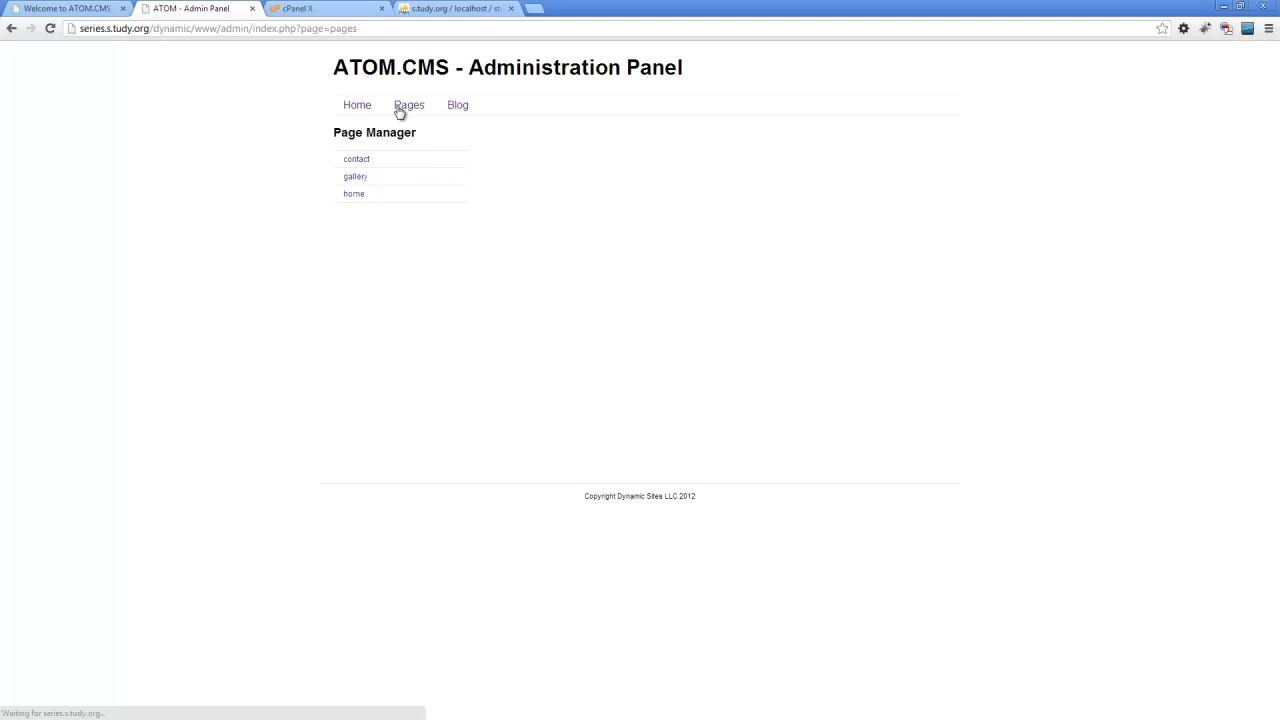 Welcome to ATOM.CMS
ATOM - Admin Panel
cPanel X
s.tudy.org / localhost / st
series.s.tudy.org/dynamic/www/admin/index.php?page=pages
ATOM.CMS - Administration Panel
Home Pages Blog
Page Manager
contact
gallery
home
Copyright Dynamic Sites LLC 2012
Waiting for series.s.tudy.org...